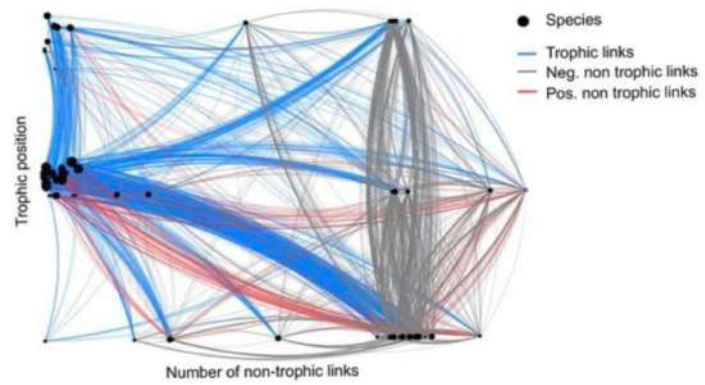 Species
Trophic links
Neg. non trophic links
Pos. non trophic links
Trophic position
Number of non-trophic links